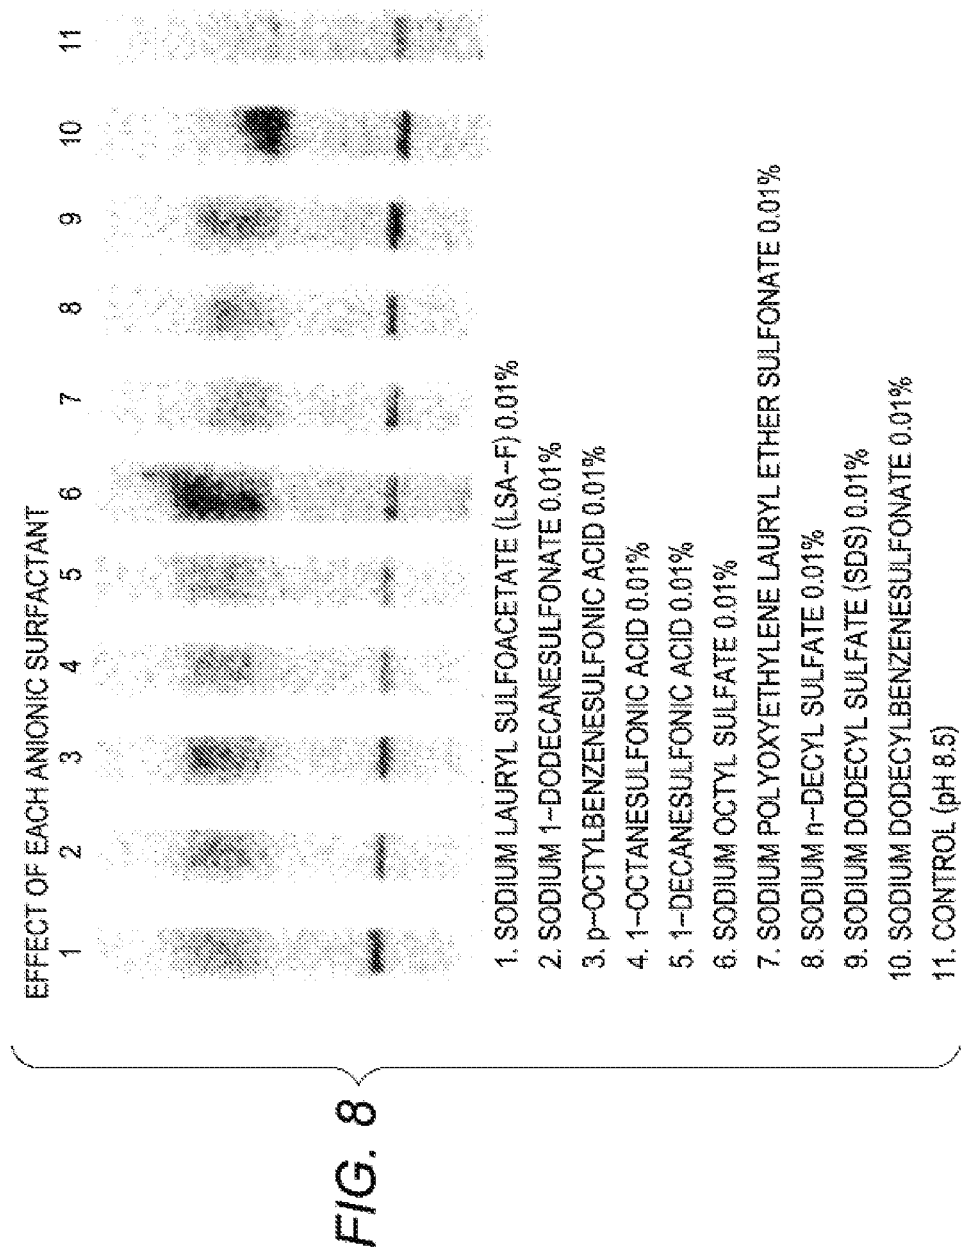 FIG. 8
EFFECT OF EACH ANIONIC SURFACTANT
1 2 3 4 5 6 7 8 9 10 11
1. SODIUM LAURYL SULFOACETATE (LSA-F) 0.01%
2. SODIUM 1-DODECANESULFONATE 0.01%
3. p-OCTYLBENZENESULFONIC ACID 0.01%
4. 1-OCTANESULFONIC ACID 0.01%
5. 1-DECANESULFONIC ACID 0.01%
6. SODIUM OCTYL SULFATE 0.01%
7. SODIUM POLYOXYETHYLENE LAURYL ETHER SULFONATE 0.01%
8. SODIUM n-DECYL SULFATE 0.01%
9. SODIUM DODECYL SULFATE (SDS) 0.01%
10. SODIUM DODECYLBENZENESULFONATE 0.01%
11. CONTROL (pH 8.5)